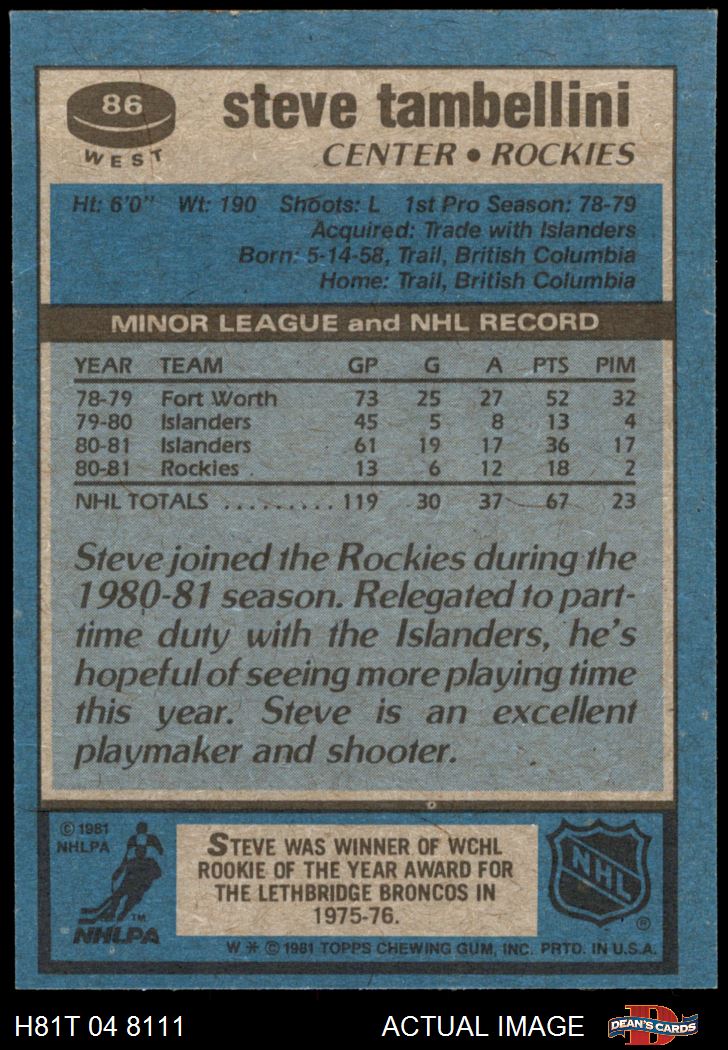 86
WEST
steve tambellini
CENTER • ROCKIES
Ht: 6'0" Wt: 190 Shoots: L 1st Pro Season: 78-79
Acquired: Trade with Islanders
Born: 5-14-58, Trail, British Columbia
Home: Trail, British Columbia
MINOR LEAGUE and NHL RECORD
YEAR TEAM GP G A PTS PIM
78-79 Fort Worth 73 25 27 52 32
79-80 Islanders 45 5 8 13 4
80-81 Islanders 61 19 17 36 17
80-81 Rockies 13 6 12 18 2
NHL TOTALS ......... 119 30 37 67 23
Steve joined the Rockies during the
1980-81 season. Relegated to part-
time duty with the Islanders, he's
hopeful of seeing more playing time
this year. Steve is an excellent
playmaker and shooter.
© 1981
NHLPA
TM
NHLPA
STEVE WAS WINNER OF WCHL
ROOKIE OF THE YEAR AWARD FOR
THE LETHBRIDGE BRONCOS IN
1975-76.
NHL
®
W * © 1981 TOPPS CHEWING GUM, INC. PRTD. IN U.S.A.
H81T 04 8111
ACTUAL IMAGE
D
DEAN'S CARDS